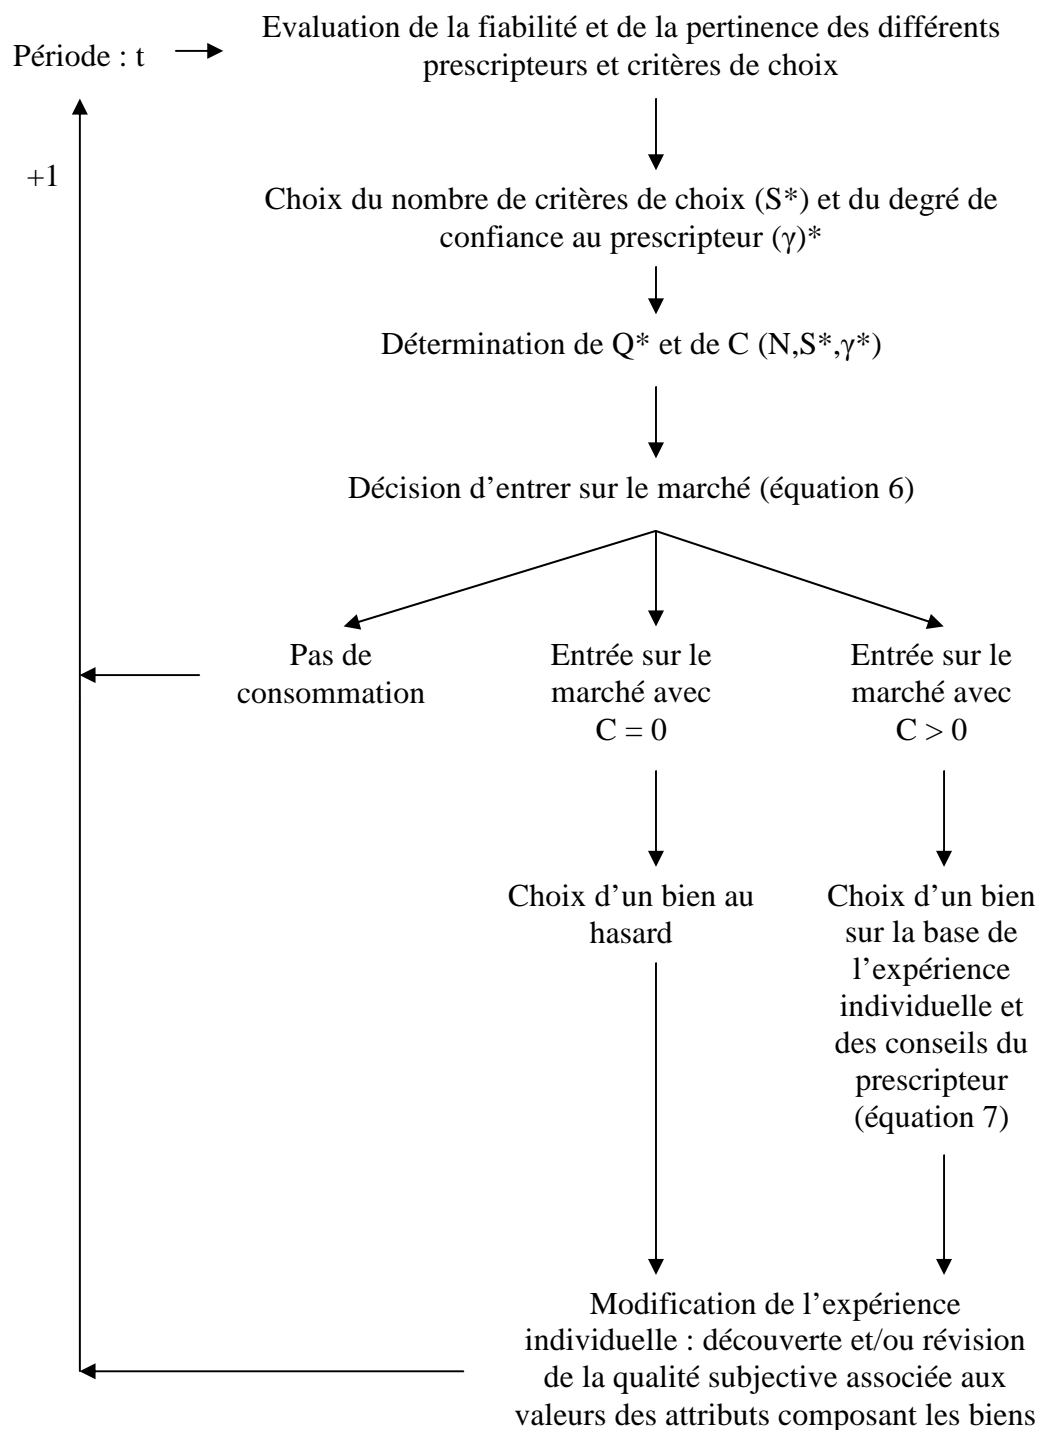 Période : t
Evaluation de la fiabilité et de la pertinence des différents
prescripteurs et critères de choix
+1
Choix du nombre de critères de choix (S*) et du degré de
confiance au prescripteur (γ)*
Détermination de Q* et de C (N,S*,γ*)
Décision d’entrer sur le marché (équation 6)
Pas de
consommation
Entrée sur le
marché avec
C = 0
Entrée sur le
marché avec
C > 0
Choix d’un bien au
hasard
Choix d’un bien
sur la base de
l’expérience
individuelle et
des conseils du
prescripteur
(équation 7)
Modification de l’expérience
individuelle : découverte et/ou révision
de la qualité subjective associée aux
valeurs des attributs composant les biens